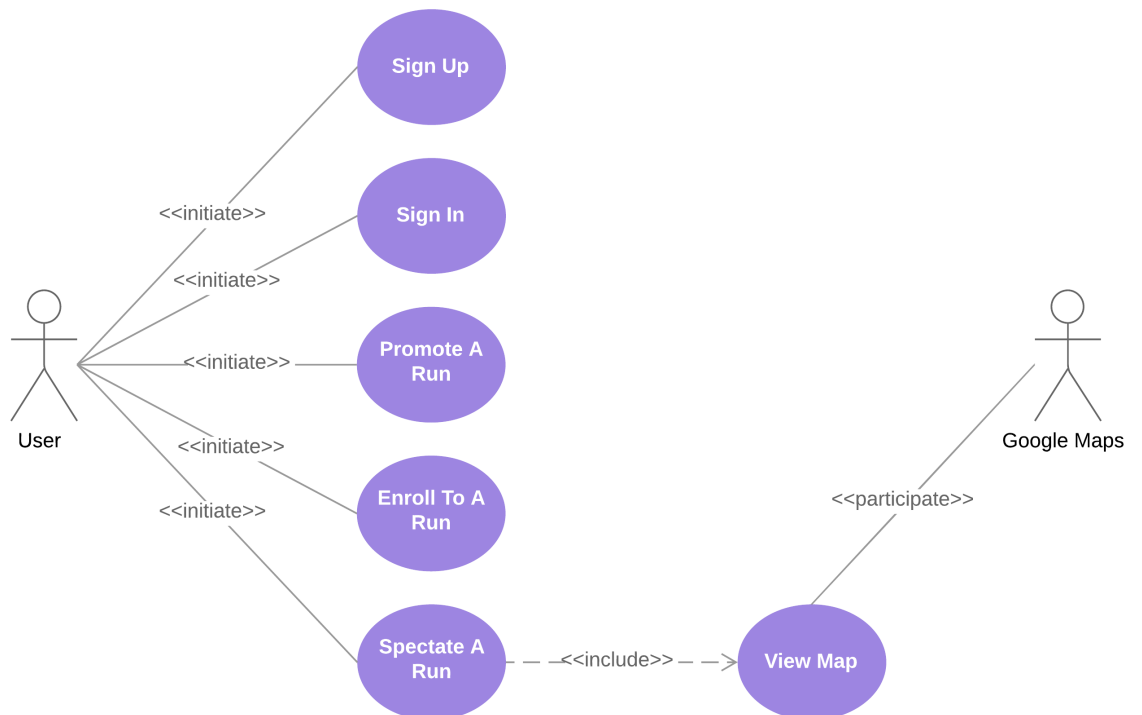 Sign Up
<<initiate>>
Sign In
<<initiate>>
Promote A
Run
<<initiate>>
User
Google Maps
<<initiate>>
Enroll To A
Run
<<participate>>
<<initiate>>
Spectate A
Run
<<include>>
View Map